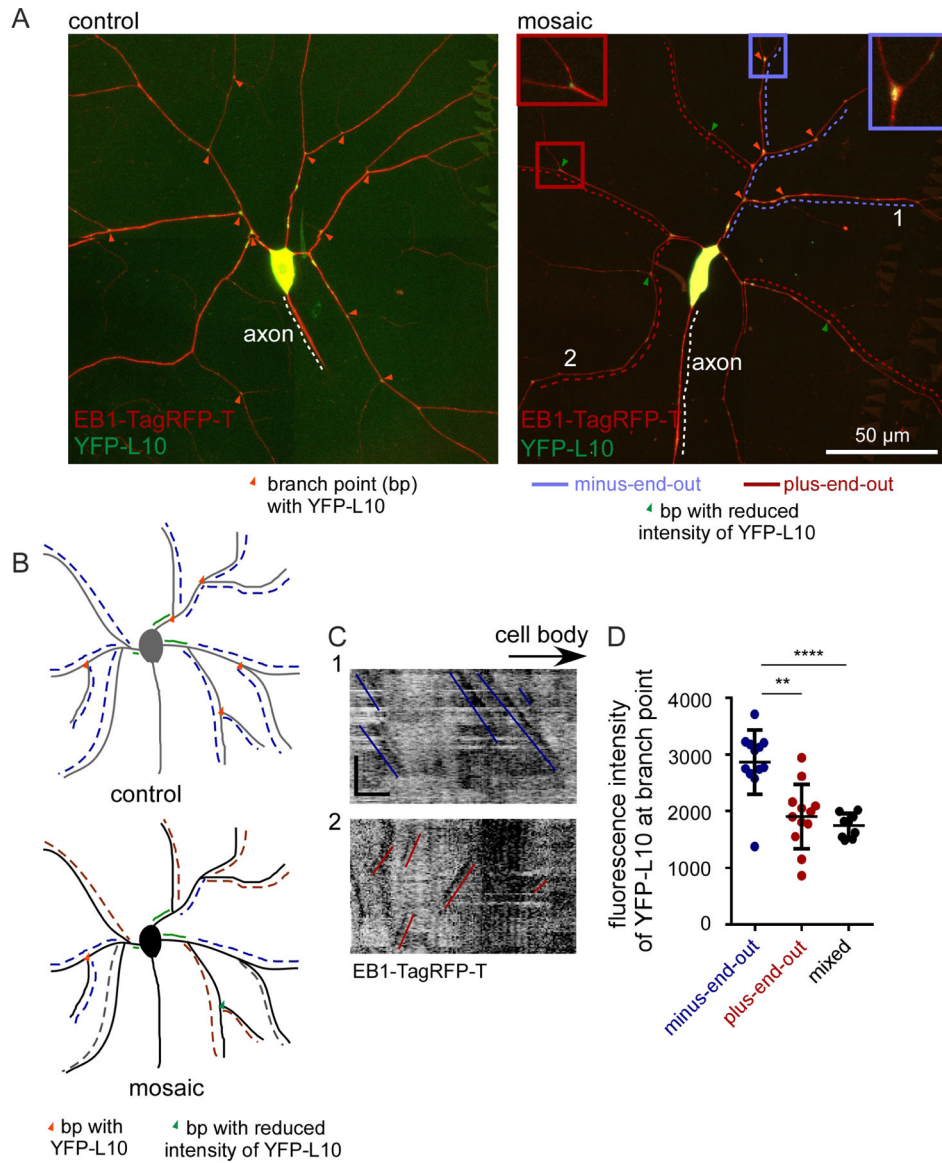 A
control
mosaic
axon
EB1-TagRFP-T
YFP-L10
1
2
axon
EB1-TagRFP-T
YFP-L10
50 µm
branch point (bp)
with YFP-L10
minus-end-out
plus-end-out
bp with reduced
intensity of YFP-L10
B
control
mosaic
bp with
YFP-L10
bp with reduced
intensity of YFP-L10
C
cell body
1
2
EB1-TagRFP-T
D
fluorescence intensity
of YFP-L10 at branch point
****
**
4000
3000
2000
1000
0
minus-end-out
plus-end-out
mixed